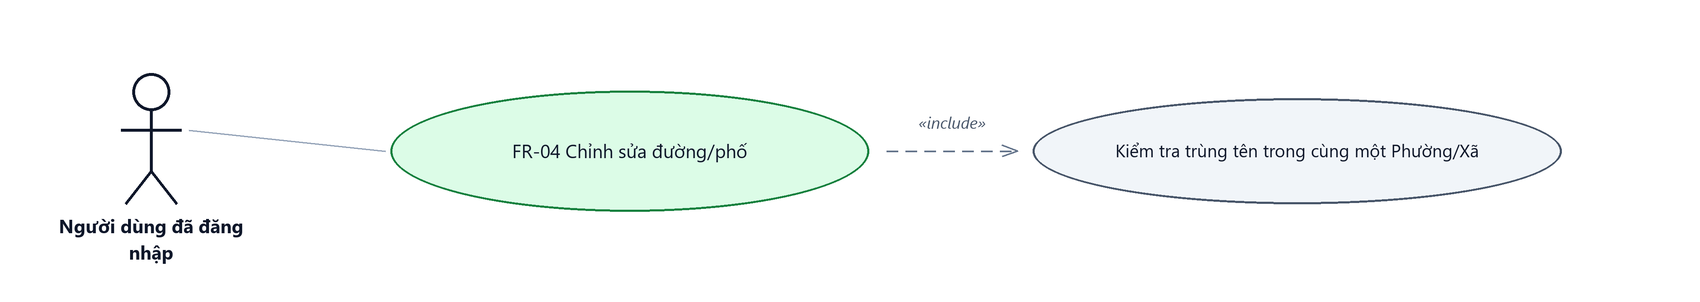 «include»
FR-04 Chỉnh sửa đường/phố
Kiểm tra trùng tên trong cùng một Phường/Xã
Người dùng đã đăng
nhập